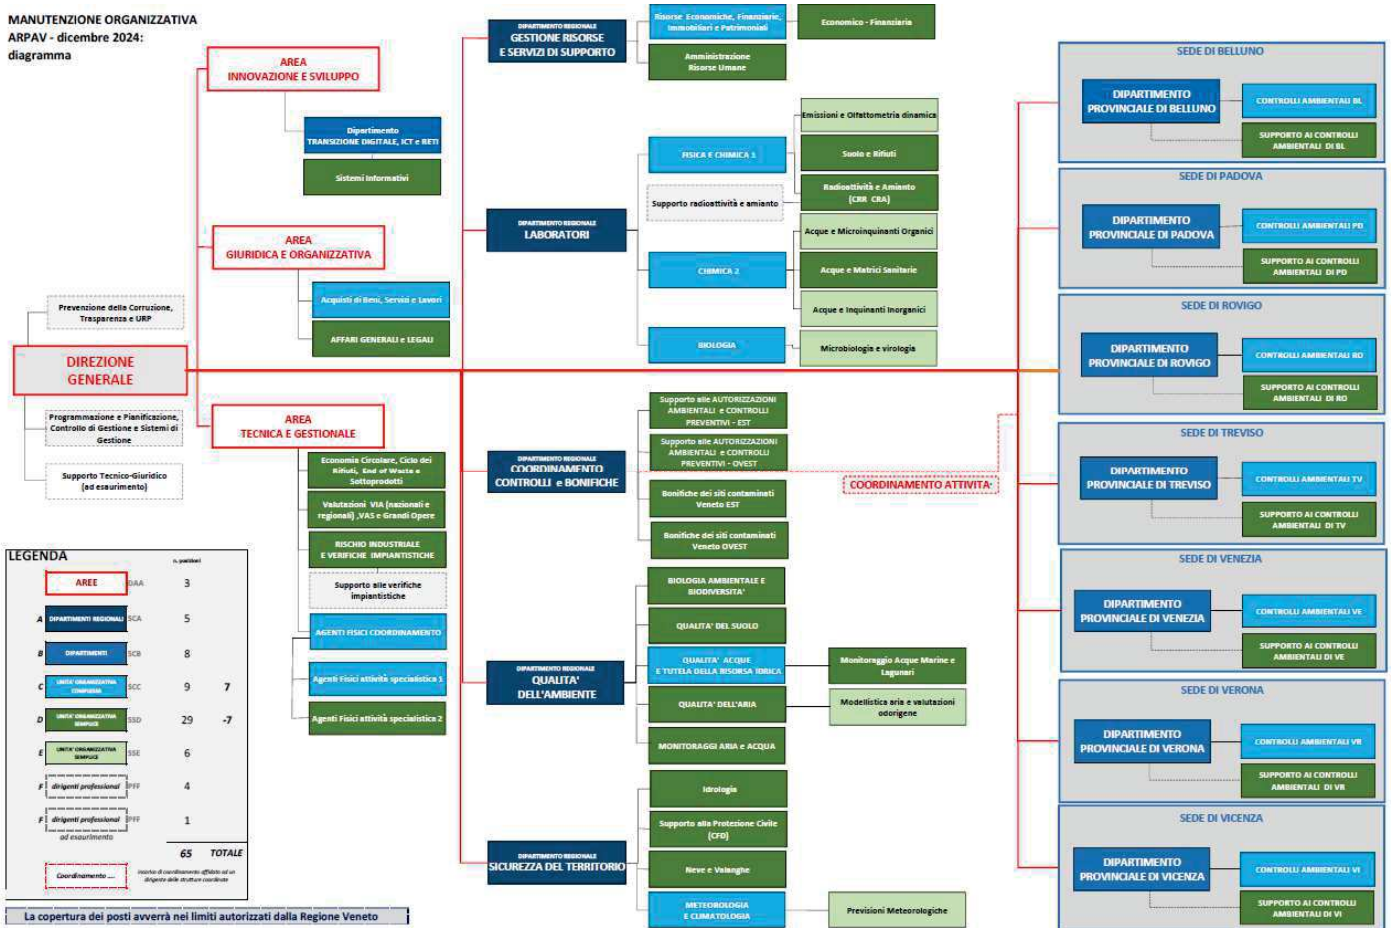 MANUTENZIONE ORGANIZZATIVA
ARPAV - dicembre 2024:
diagramma
AREA
INNOVAZIONE E SVILUPPO
Dipartimento
TRANSIZIONE DIGITALE, ICT e RETI
Sistemi Informativi
AREA
GIURIDICA E ORGANIZZATIVA
Acquisti di Beni, Servizi e Lavori
AFFARI GENERALI e LEGALI
Prevenzione della Corruzione,
Trasparenza e URP
DIREZIONE
GENERALE
Programmazione e Pianificazione,
Controllo di Gestione e Sistemi di
Gestione
Supporto Tecnico-Giuridico
(ad esaurimento)
AREA
TECNICA E GESTIONALE
Economia Circolare, Ciclo dei
Rifiuti, End of Waste e
Sottoprodotti
Valutazioni VIA (nazionali e
regionali) ,VAS e Grandi Opere
RISCHIO INDUSTRIALE
E VERIFICHE IMPIANTISTICHE
Supporto alle verifiche
impiantistiche
AGENTI FISICI COORDINAMENTO
Agenti Fisici attività specialistica 1
Agenti Fisici attività specialistica 2
DIPARTIMENTO REGIONALE
GESTIONE RISORSE
E SERVIZI DI SUPPORTO
Risorse Economiche, Finanziarie,
Immobiliari e Patrimoniali
Economico - Finanziaria
Amministrazione
Risorse Umane
DIPARTIMENTO REGIONALE
LABORATORI
FISICA E CHIMICA 1
Emissioni e Olfattometria dinamica
Suolo e Rifiuti
Radioattività e Amianto
(CRR CRA)
Supporto radioattività e amianto
CHIMICA 2
Acque e Microinquinanti Organici
Acque e Matrici Sanitarie
Acque e Inquinanti Inorganici
BIOLOGIA
Microbiologia e virologia
DIPARTIMENTO REGIONALE
COORDINAMENTO
CONTROLLI e BONIFICHE
Supporto alle AUTORIZZAZIONI
AMBIENTALI e CONTROLLI
PREVENTIVI - EST
Supporto alle AUTORIZZAZIONI
AMBIENTALI e CONTROLLI
PREVENTIVI - OVEST
Bonifiche dei siti contaminati
Veneto EST
Bonifiche dei siti contaminati
Veneto OVEST
COORDINAMENTO ATTIVITA'
DIPARTIMENTO REGIONALE
QUALITA'
DELL'AMBIENTE
BIOLOGIA AMBIENTALE E
BIODIVERSITA'
QUALITA' DEL SUOLO
QUALITA' ACQUE
E TUTELA DELLA RISORSA IDRICA
Monitoraggio Acque Marine e
Lagunari
QUALITA' DELL'ARIA
Modellistica aria e valutazioni
odorigene
MONITORAGGI ARIA e ACQUA
DIPARTIMENTO REGIONALE
SICUREZZA DEL TERRITORIO
Idrologia
Supporto alla Protezione Civile
(CFD)
Neve e Valanghe
METEOROLOGIA
E CLIMATOLOGIA
Previsioni Meteorologiche
SEDE DI BELLUNO
DIPARTIMENTO
PROVINCIALE DI BELLUNO
CONTROLLI AMBIENTALI BL
SUPPORTO AI CONTROLLI
AMBIENTALI DI BL
SEDE DI PADOVA
DIPARTIMENTO
PROVINCIALE DI PADOVA
CONTROLLI AMBIENTALI PD
SUPPORTO AI CONTROLLI
AMBIENTALI DI PD
SEDE DI ROVIGO
DIPARTIMENTO
PROVINCIALE DI ROVIGO
CONTROLLI AMBIENTALI RO
SUPPORTO AI CONTROLLI
AMBIENTALI DI RO
SEDE DI TREVISO
DIPARTIMENTO
PROVINCIALE DI TREVISO
CONTROLLI AMBIENTALI TV
SUPPORTO AI CONTROLLI
AMBIENTALI DI TV
SEDE DI VENEZIA
DIPARTIMENTO
PROVINCIALE DI VENEZIA
CONTROLLI AMBIENTALI VE
SUPPORTO AI CONTROLLI
AMBIENTALI DI VE
SEDE DI VERONA
DIPARTIMENTO
PROVINCIALE DI VERONA
CONTROLLI AMBIENTALI VR
SUPPORTO AI CONTROLLI
AMBIENTALI DI VR
SEDE DI VICENZA
DIPARTIMENTO
PROVINCIALE DI VICENZA
CONTROLLI AMBIENTALI VI
SUPPORTO AI CONTROLLI
AMBIENTALI DI VI
LEGENDA
n. posizioni
AREE DAA 3
A DIPARTIMENTI REGIONALI SCA 5
B DIPARTIMENTI SCB 8
C UNITA' ORGANIZZATIVA COMPLESSA SCC 9 7
D UNITA' ORGANIZZATIVA SEMPLICE SSD 29 -7
E UNITA' ORGANIZZATIVA SEMPLICE SSE 6
F dirigenti professional PFF 4
F dirigenti professional PFF 1
ad esaurimento
65 TOTALE
Coordinamento .... incarico di coordinamento affidato ad un
dirigente delle strutture coordinate
La copertura dei posti avverrà nei limiti autorizzati dalla Regione Veneto